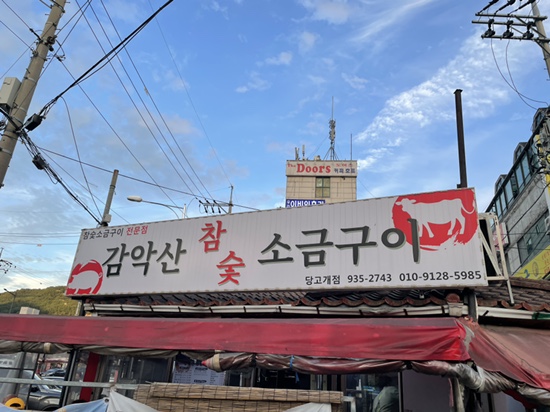 Doors
참숯소금구이 전문점
감악산 참숯 소금구이
당고개점 935-2743 010-9128-5985